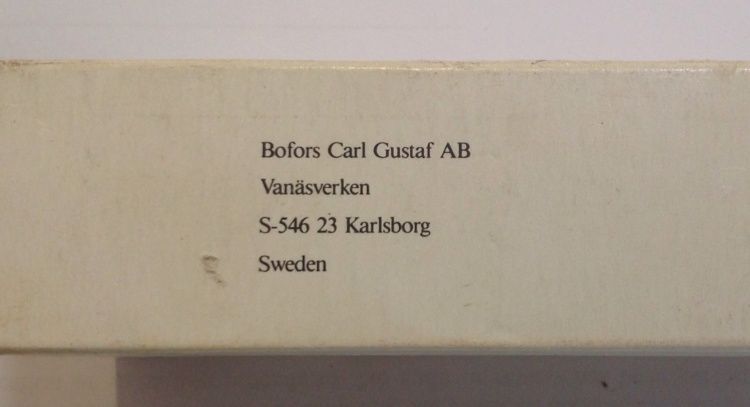 Bofors Carl Gustaf AB
Vanäsverken
S-546 23 Karlsborg
Sweden